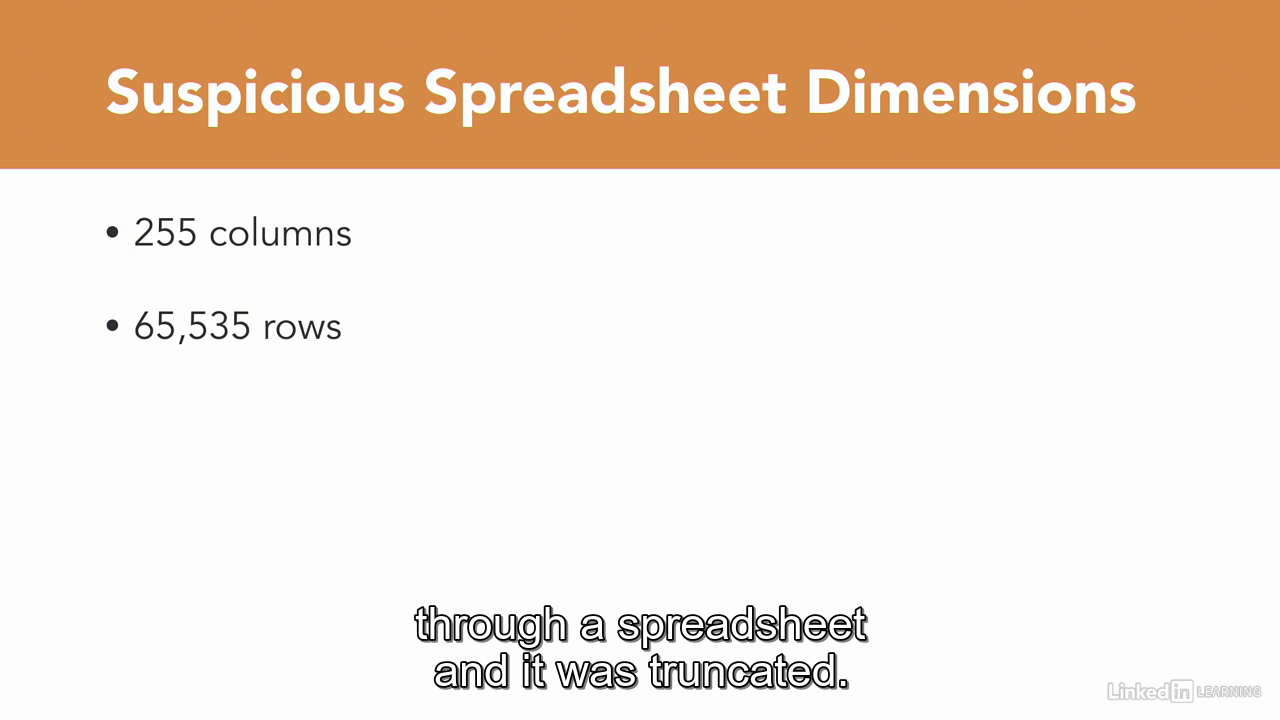 Suspicious Spreadsheet Dimensions
• 255 columns
• 65,535 rows
through a spreadsheet
and it was truncated.
Linked in LEARNING